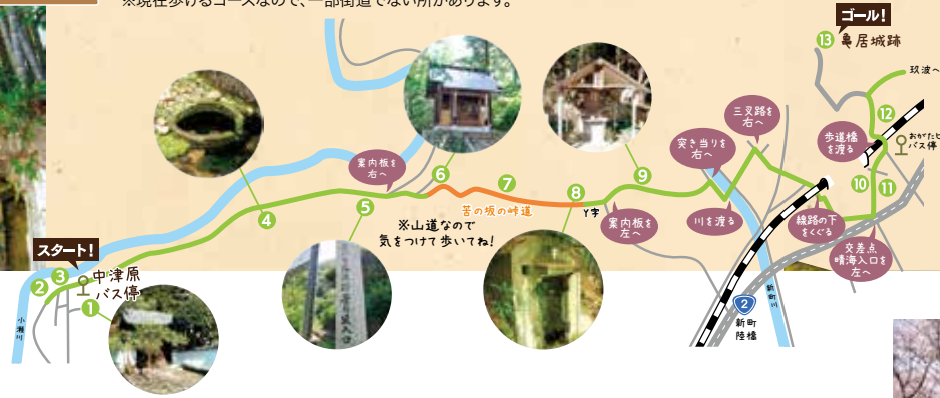 ※現在歩けるコースなので、一部街道でない所があります。
ゴール!
⑬ 亀居城跡
玖波へ
⑫
三叉路を
右へ
歩道橋
を渡る
おがたピ
バス停
突き当りを
右へ
案内板を
右へ
⑥
⑦
⑧
⑨
⑩
⑪
苦の坂の峠道
Y字
案内板を
左へ
川を渡る
線路の下
をくぐる
④
⑤
※山道なので
気をつけて歩いてね!
交差点
晴海入口を
左へ
スタート!
③
②
中津原
バス停
①
小瀬川
新町川
2
新町
陸橋